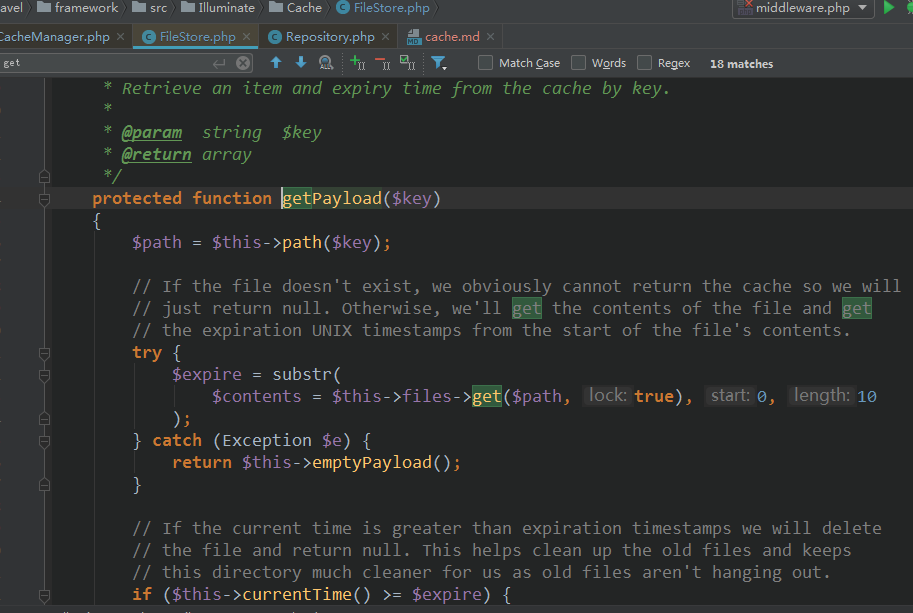 avel framework src Illuminate Cache FileStore.php middleware.php
CacheManager.php FileStore.php Repository.php cache.md
get Match Case Words Regex 18 matches
* Retrieve an item and expiry time from the cache by key.
*
* @param string $key
* @return array
*/
protected function getPayload($key)
{
$path = $this->path($key);
// If the file doesn't exist, we obviously cannot return the cache so we will
// just return null. Otherwise, we'll get the contents of the file and get
// the expiration UNIX timestamps from the start of the file's contents.
try {
$expire = substr(
$contents = $this->files->get($path, lock: true), start: 0, length: 10
);
} catch (Exception $e) {
return $this->emptyPayload();
}
// If the current time is greater than expiration timestamps we will delete
// the file and return null. This helps clean up the old files and keeps
// this directory much cleaner for us as old files aren't hanging out.
if ($this->currentTime() >= $expire) {